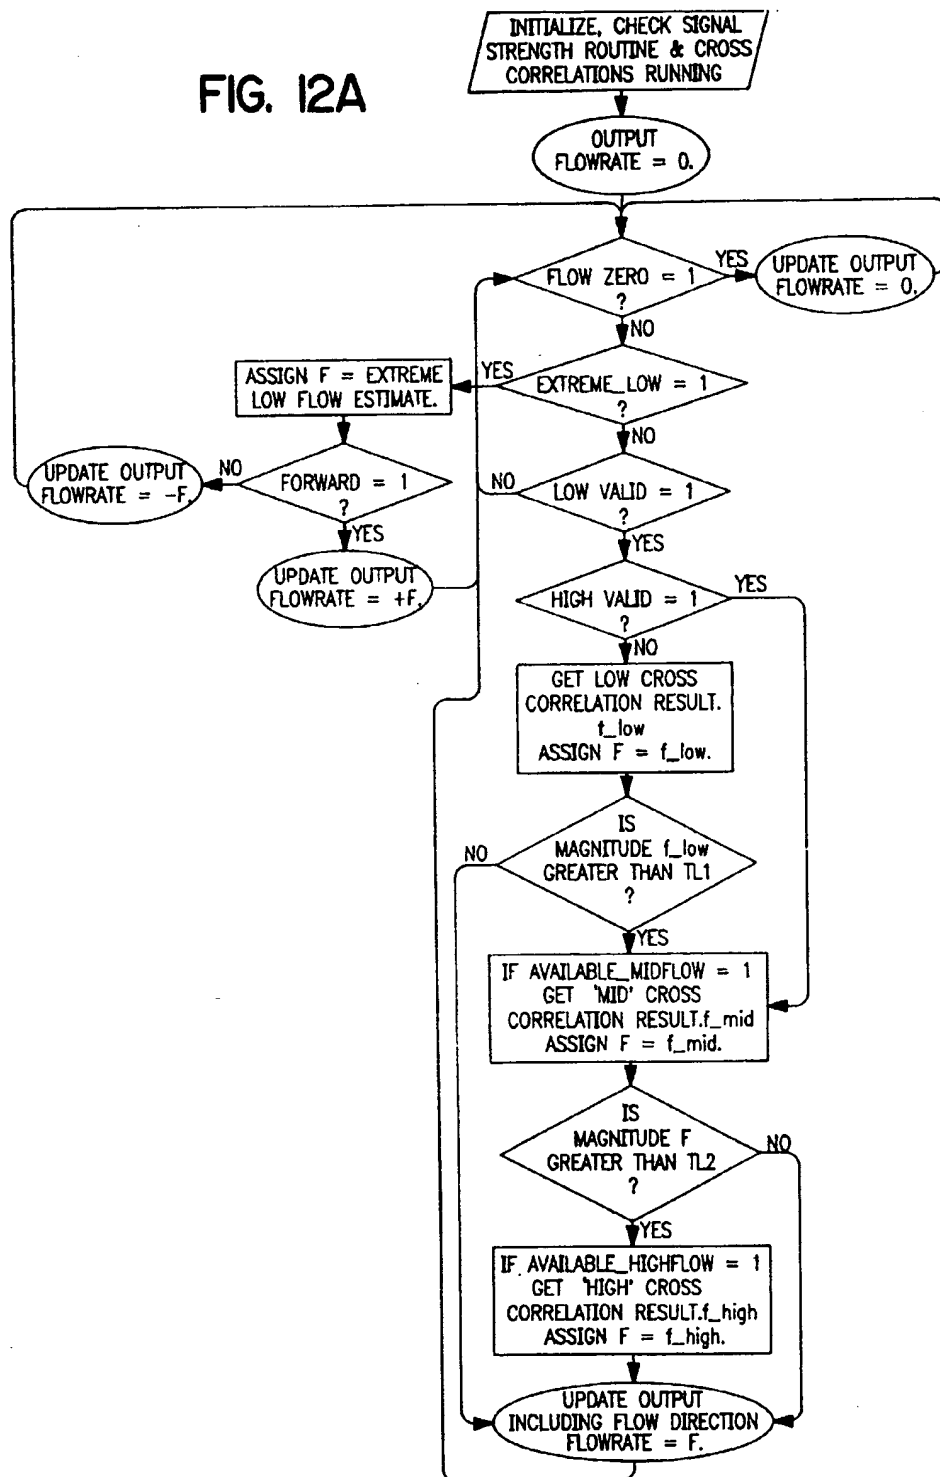 INITIALIZE, CHECK SIGNAL
STRENGTH ROUTINE & CROSS
CORRELATIONS RUNNING
FIG. 12A
OUTPUT
FLOWRATE = 0.
FLOW ZERO = 1
?
YES
UPDATE OUTPUT
FLOWRATE = 0.
NO
EXTREME_LOW = 1
?
YES
ASSIGN F = EXTREME
LOW FLOW ESTIMATE.
FORWARD = 1
?
NO
UPDATE OUTPUT
FLOWRATE = -F.
YES
UPDATE OUTPUT
FLOWRATE = +F.
NO
LOW VALID = 1
?
NO
YES
HIGH VALID = 1
?
YES
NO
GET LOW CROSS
CORRELATION RESULT.
f_low
ASSIGN F = f_low.
IS
MAGNITUDE f_low
GREATER THAN TL1
?
NO
YES
IF AVAILABLE_MIDFLOW = 1
GET 'MID' CROSS
CORRELATION RESULT.f_mid
ASSIGN F = f_mid.
IS
MAGNITUDE F
GREATER THAN TL2
?
NO
YES
IF AVAILABLE_HIGHFLOW = 1
GET 'HIGH' CROSS
CORRELATION RESULT.f_high
ASSIGN F = f_high.
UPDATE OUTPUT
INCLUDING FLOW DIRECTION
FLOWRATE = F.